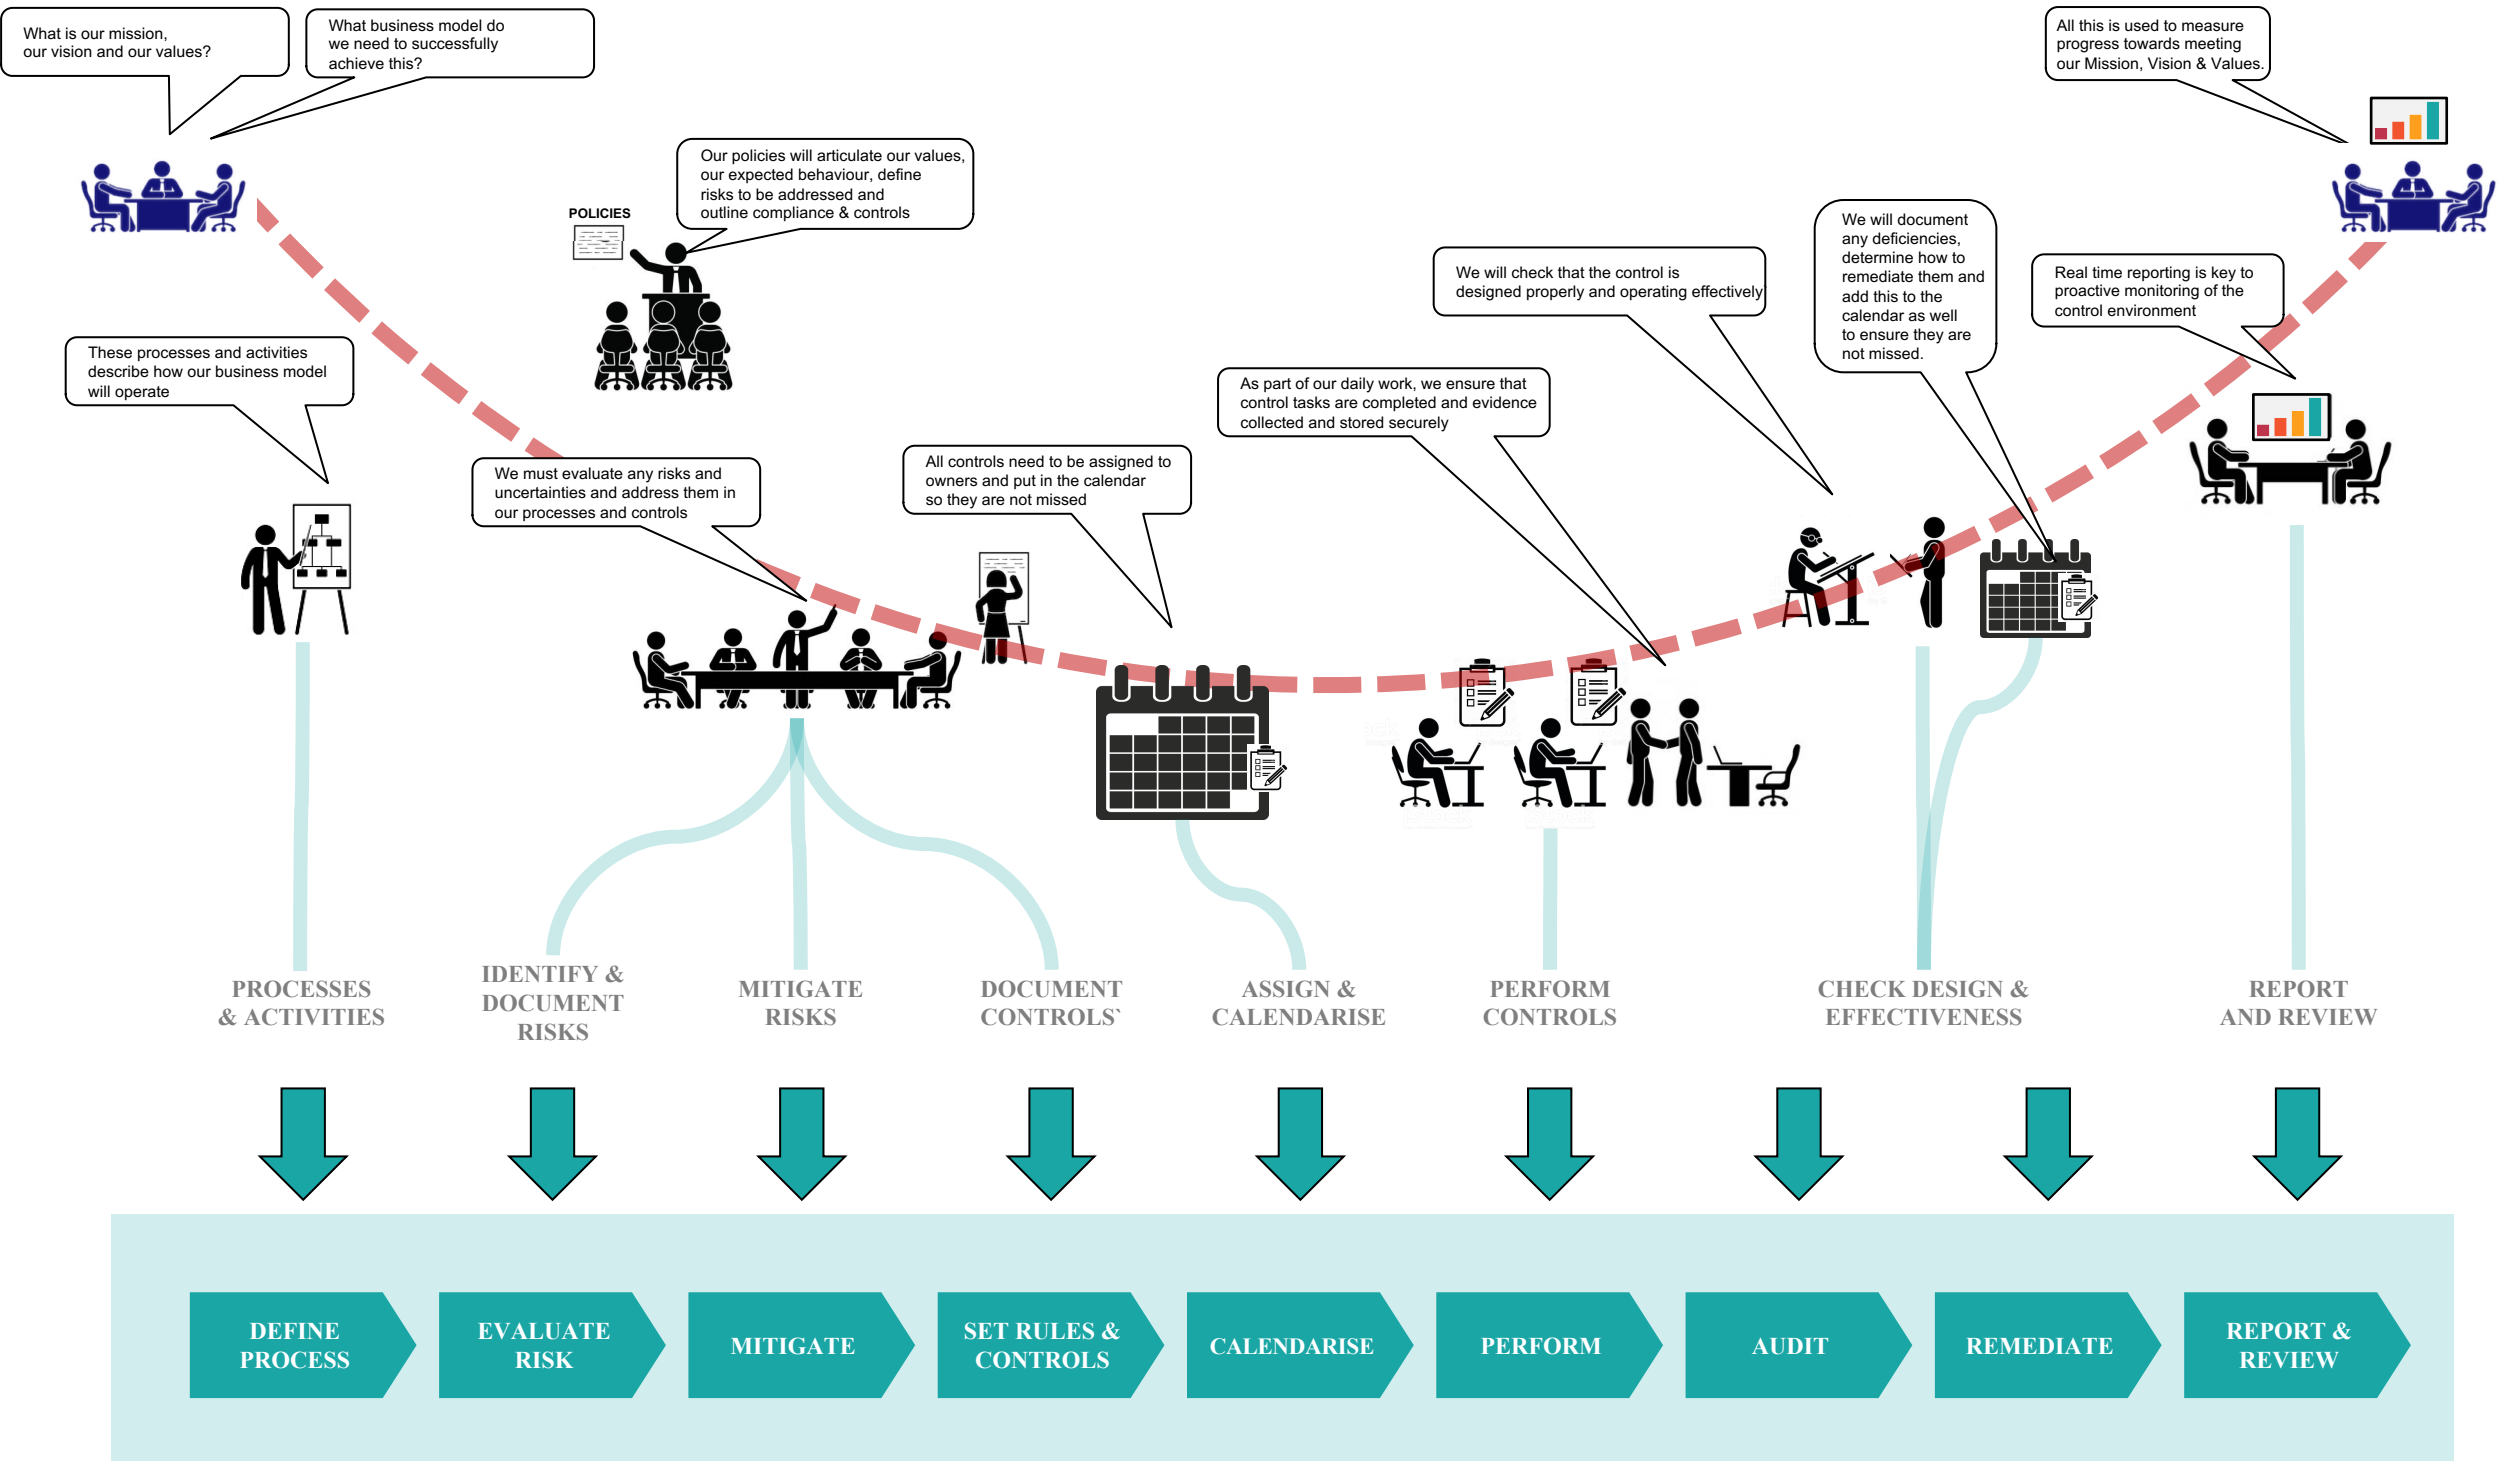 What is our mission,
our vision and our values?
What business model do
we need to successfully
achieve this?
All this is used to measure
progress towards meeting
our Mission, Vision & Values.
Our policies will articulate our values,
our expected behaviour, define
risks to be addressed and
outline compliance & controls
POLICIES
We will document
any deficiencies,
determine how to
remediate them and
add this to the
calendar as well
to ensure they are
not missed.
We will check that the control is
designed properly and operating effectively
Real time reporting is key to
proactive monitoring of the
control environment
These processes and activities
describe how our business model
will operate
As part of our daily work, we ensure that
control tasks are completed and evidence
collected and stored securely
We must evaluate any risks and
uncertainties and address them in
our processes and controls
All controls need to be assigned to
owners and put in the calendar
so they are not missed
PROCESSES
& ACTIVITIES
IDENTIFY &
DOCUMENT
RISKS
MITIGATE
RISKS
DOCUMENT
CONTROLS`
ASSIGN &
CALENDARISE
PERFORM
CONTROLS
CHECK DESIGN &
EFFECTIVENESS
REPORT
AND REVIEW
DEFINE
PROCESS
EVALUATE
RISK
MITIGATE
SET RULES &
CONTROLS
CALENDARISE
PERFORM
AUDIT
REMEDIATE
REPORT &
REVIEW